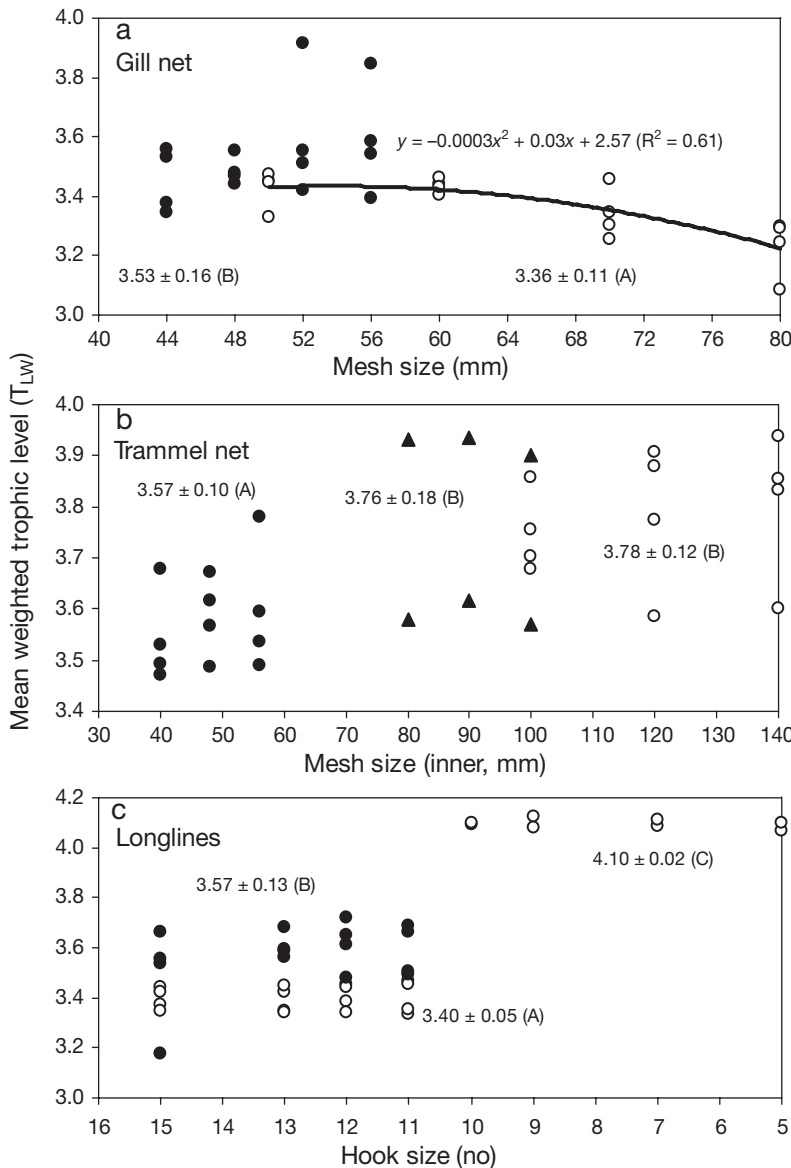 Mean weighted trophic level (T_LW)
a
Gill net
4.0
3.8
3.6
3.4
3.2
3.0
y = –0.0003x² + 0.03x + 2.57 (R² = 0.61)
3.53 ± 0.16 (B)
3.36 ± 0.11 (A)
40 44 48 52 56 60 64 68 72 76 80
Mesh size (mm)
b
Trammel net
4.0
3.9
3.8
3.7
3.6
3.5
3.4
3.57 ± 0.10 (A)
3.76 ± 0.18 (B)
3.78 ± 0.12 (B)
30 40 50 60 70 80 90 100 110 120 130 140
Mesh size (inner, mm)
c
Longlines
4.2
4.0
3.8
3.6
3.4
3.2
3.0
3.57 ± 0.13 (B)
4.10 ± 0.02 (C)
3.40 ± 0.05 (A)
16 15 14 13 12 11 10 9 8 7 6 5
Hook size (no)